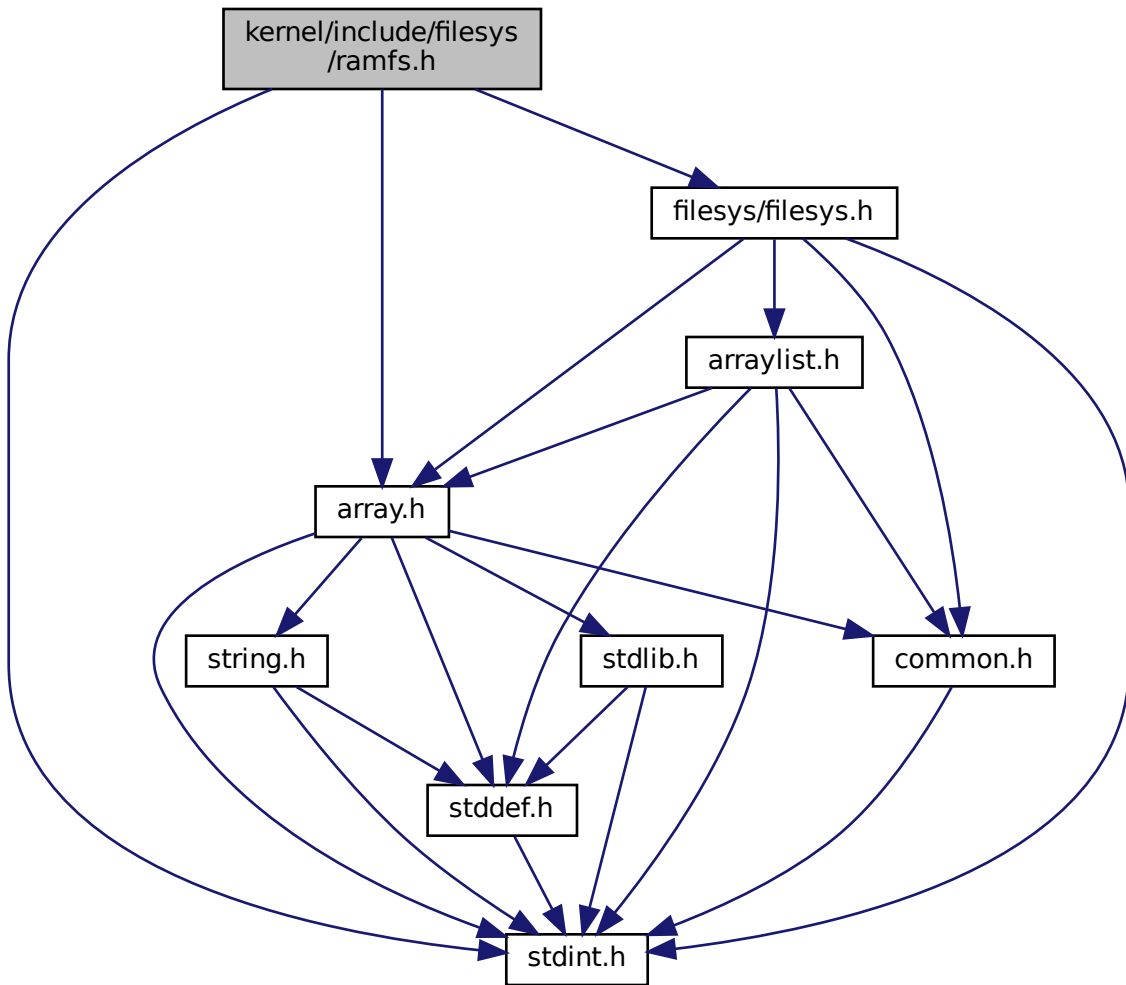 kernel/include/filesys
/ramfs.h
filesys/filesys.h
arraylist.h
array.h
string.h
stdlib.h
common.h
stddef.h
stdint.h